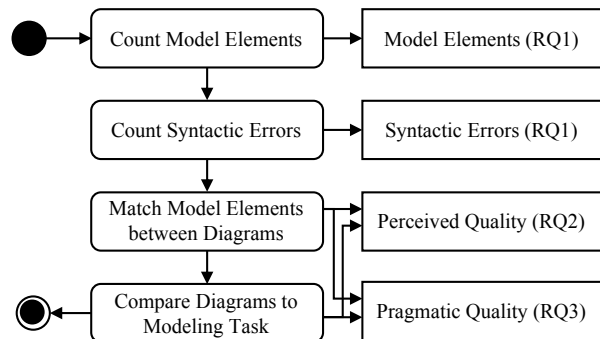 Count Model Elements
Model Elements (RQ1)
Count Syntactic Errors
Syntactic Errors (RQ1)
Match Model Elements
between Diagrams
Perceived Quality (RQ2)
Compare Diagrams to
Modeling Task
Pragmatic Quality (RQ3)